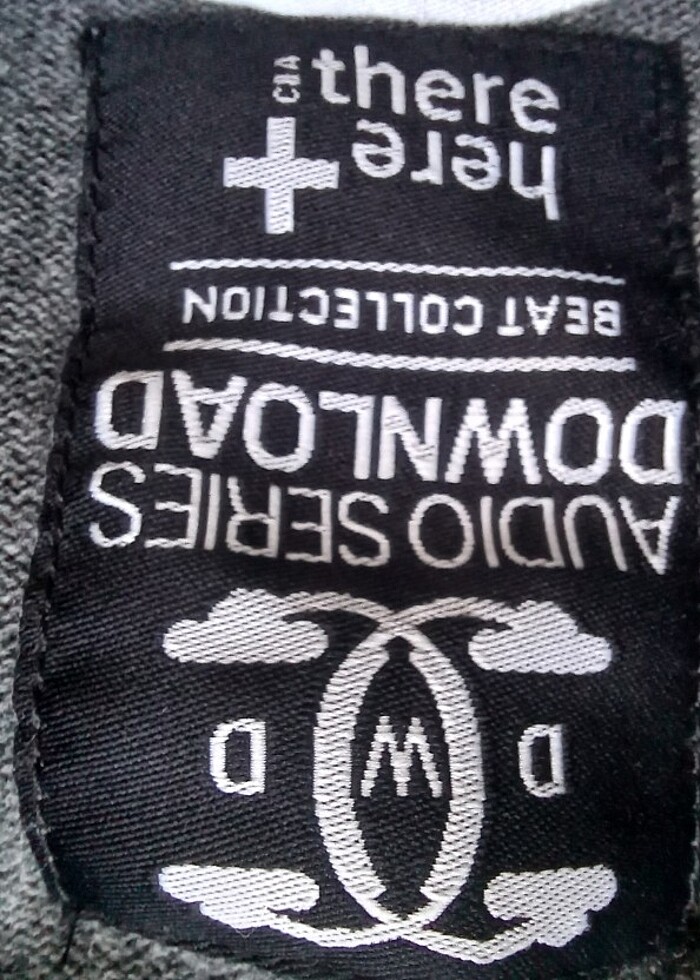 D M D
AUDIO SERIES
DOWNLOAD
BEAT COLLECTION
here +
there
C&A